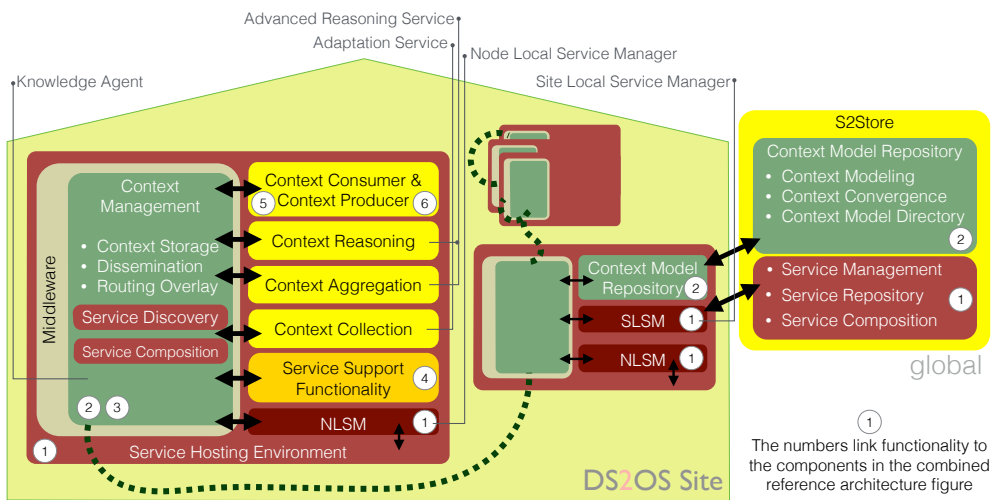 Advanced Reasoning Service
Adaptation Service
Node Local Service Manager
Knowledge Agent
Site Local Service Manager
Middleware
Context
Management
• Context Storage
• Dissemination
• Routing Overlay
Service Discovery
Service Composition
2 3
1
Service Hosting Environment
Context Consumer &
Context Producer
5
6
Context Reasoning
Context Aggregation
Context Collection
Service Support
Functionality
4
NLSM
1
Context Model
Repository
2
SLSM
1
NLSM
1
DS2OS Site
S2Store
Context Model Repository
• Context Modeling
• Context Convergence
• Context Model Directory
2
• Service Management
• Service Repository
• Service Composition
1
global
1
The numbers link functionality to
the components in the combined
reference architecture figure